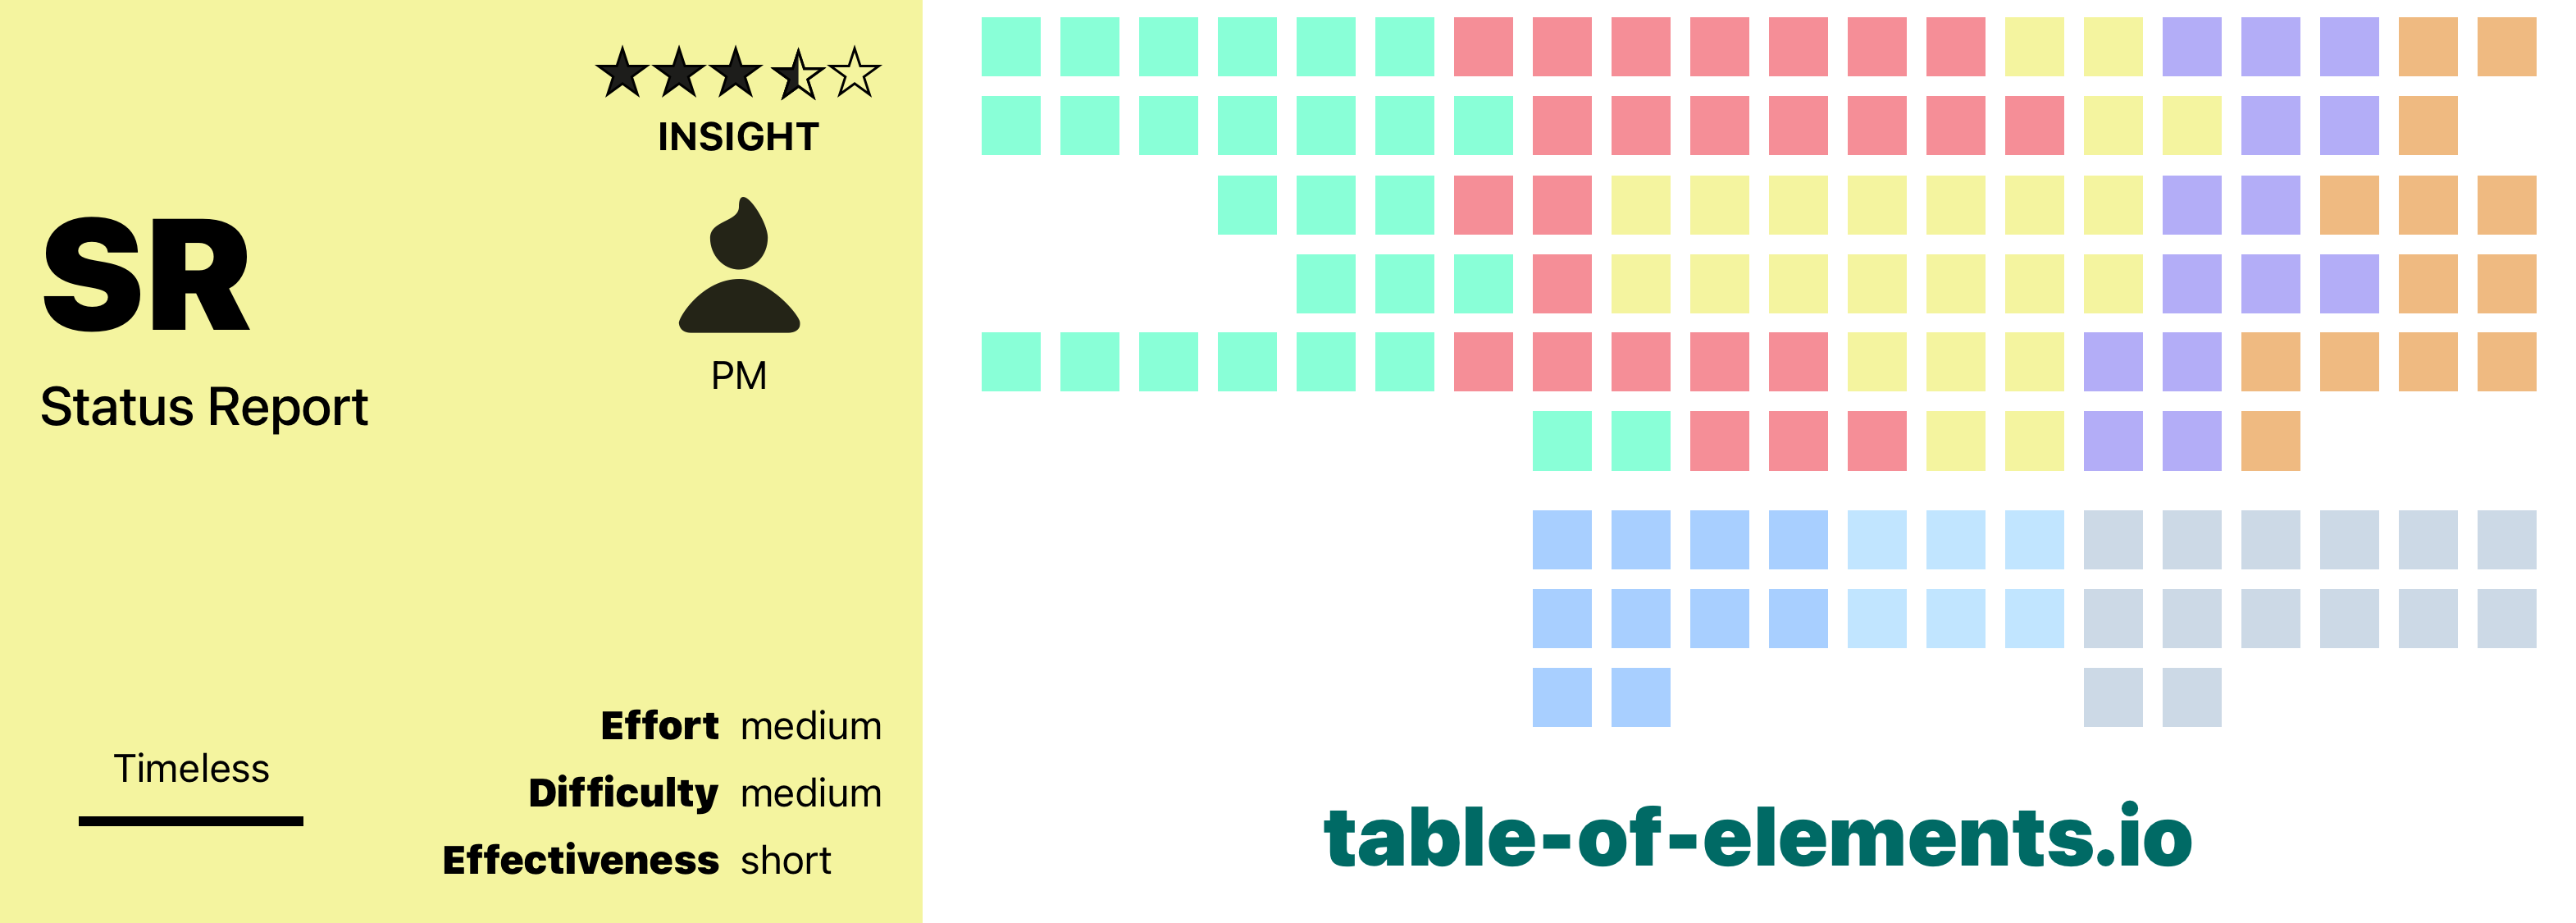 INSIGHT
SR
PM
Status Report
Effort medium
Timeless
Difficulty medium
Effectiveness short
table-of-elements.io